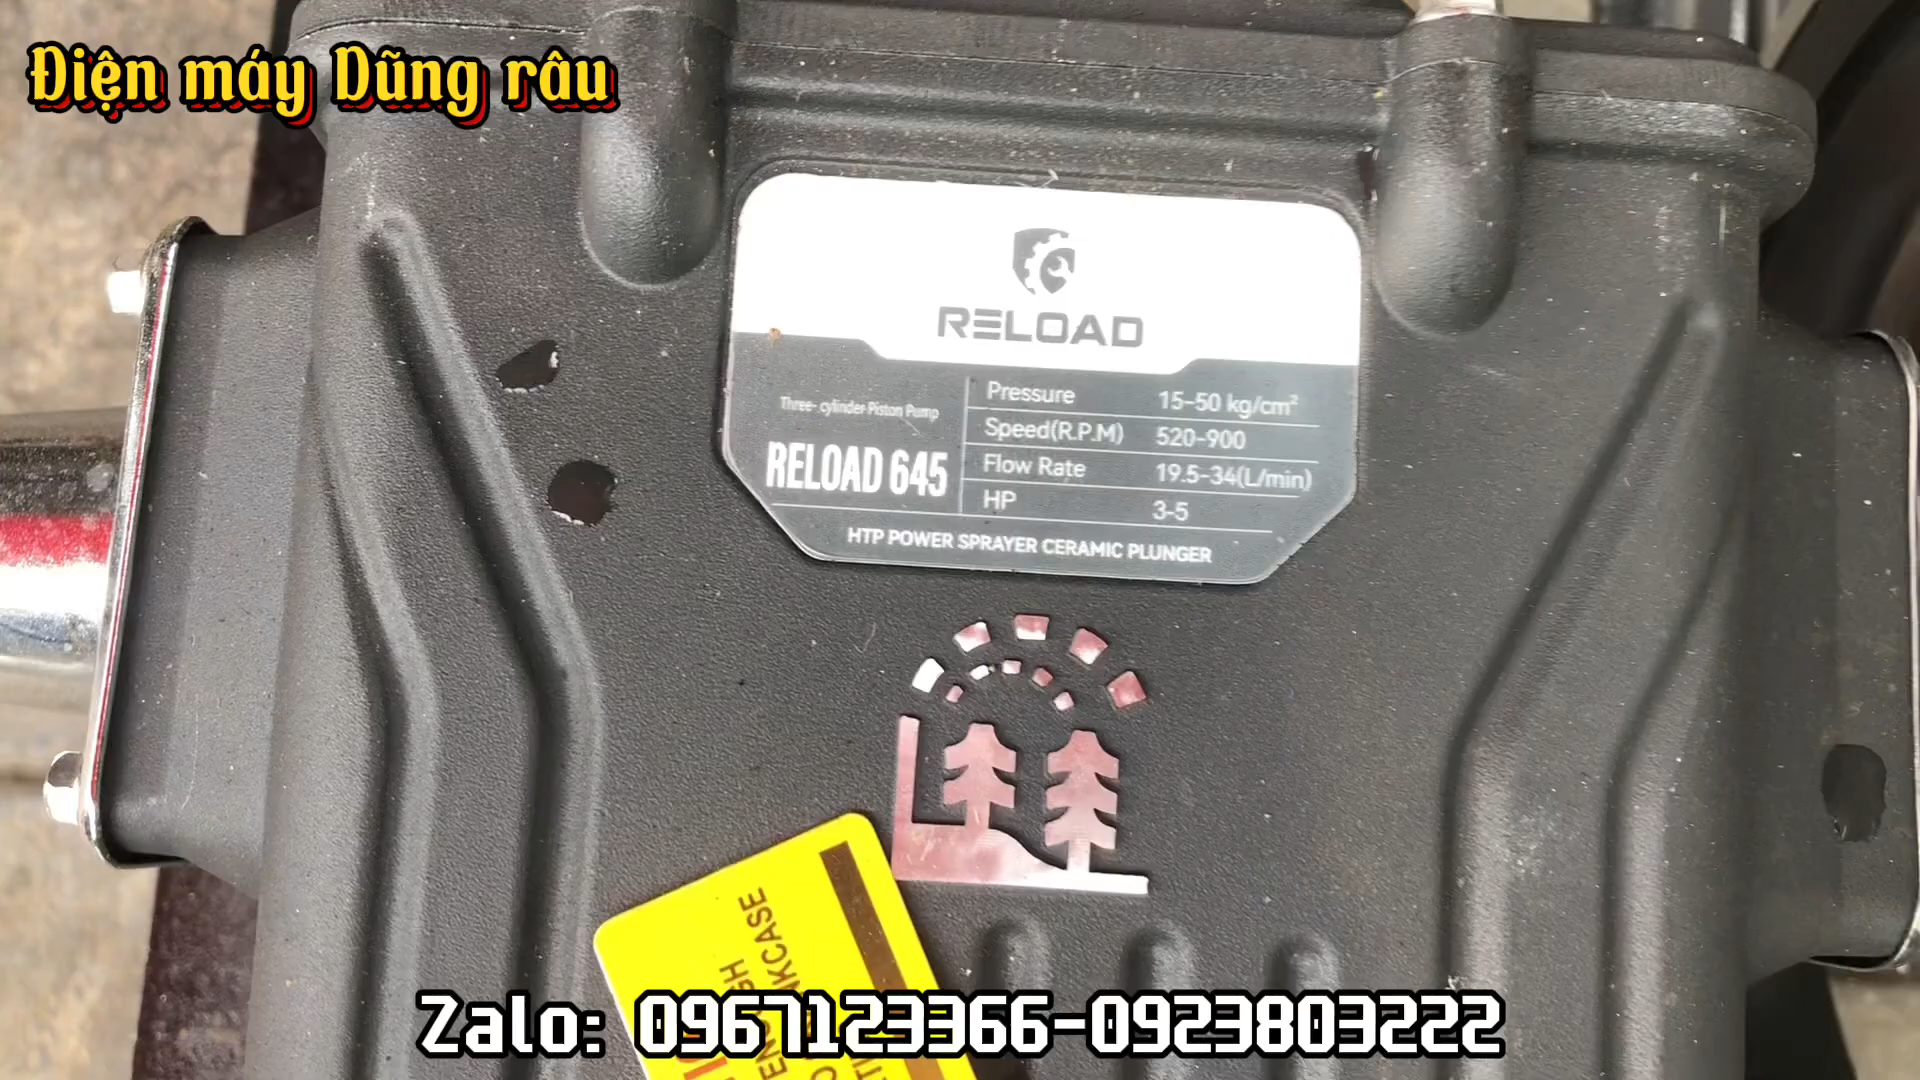 Điện máy Dũng râu
RELOAD
Three- cylinder Piston Pump
RELOAD 645
Pressure 15-50 kg/cm²
Speed(R.P.M) 520-900
Flow Rate 19.5-34(L/min)
HP 3-5
HTP POWER SPRAYER CERAMIC PLUNGER
Zalo: 0967123366-0923803222